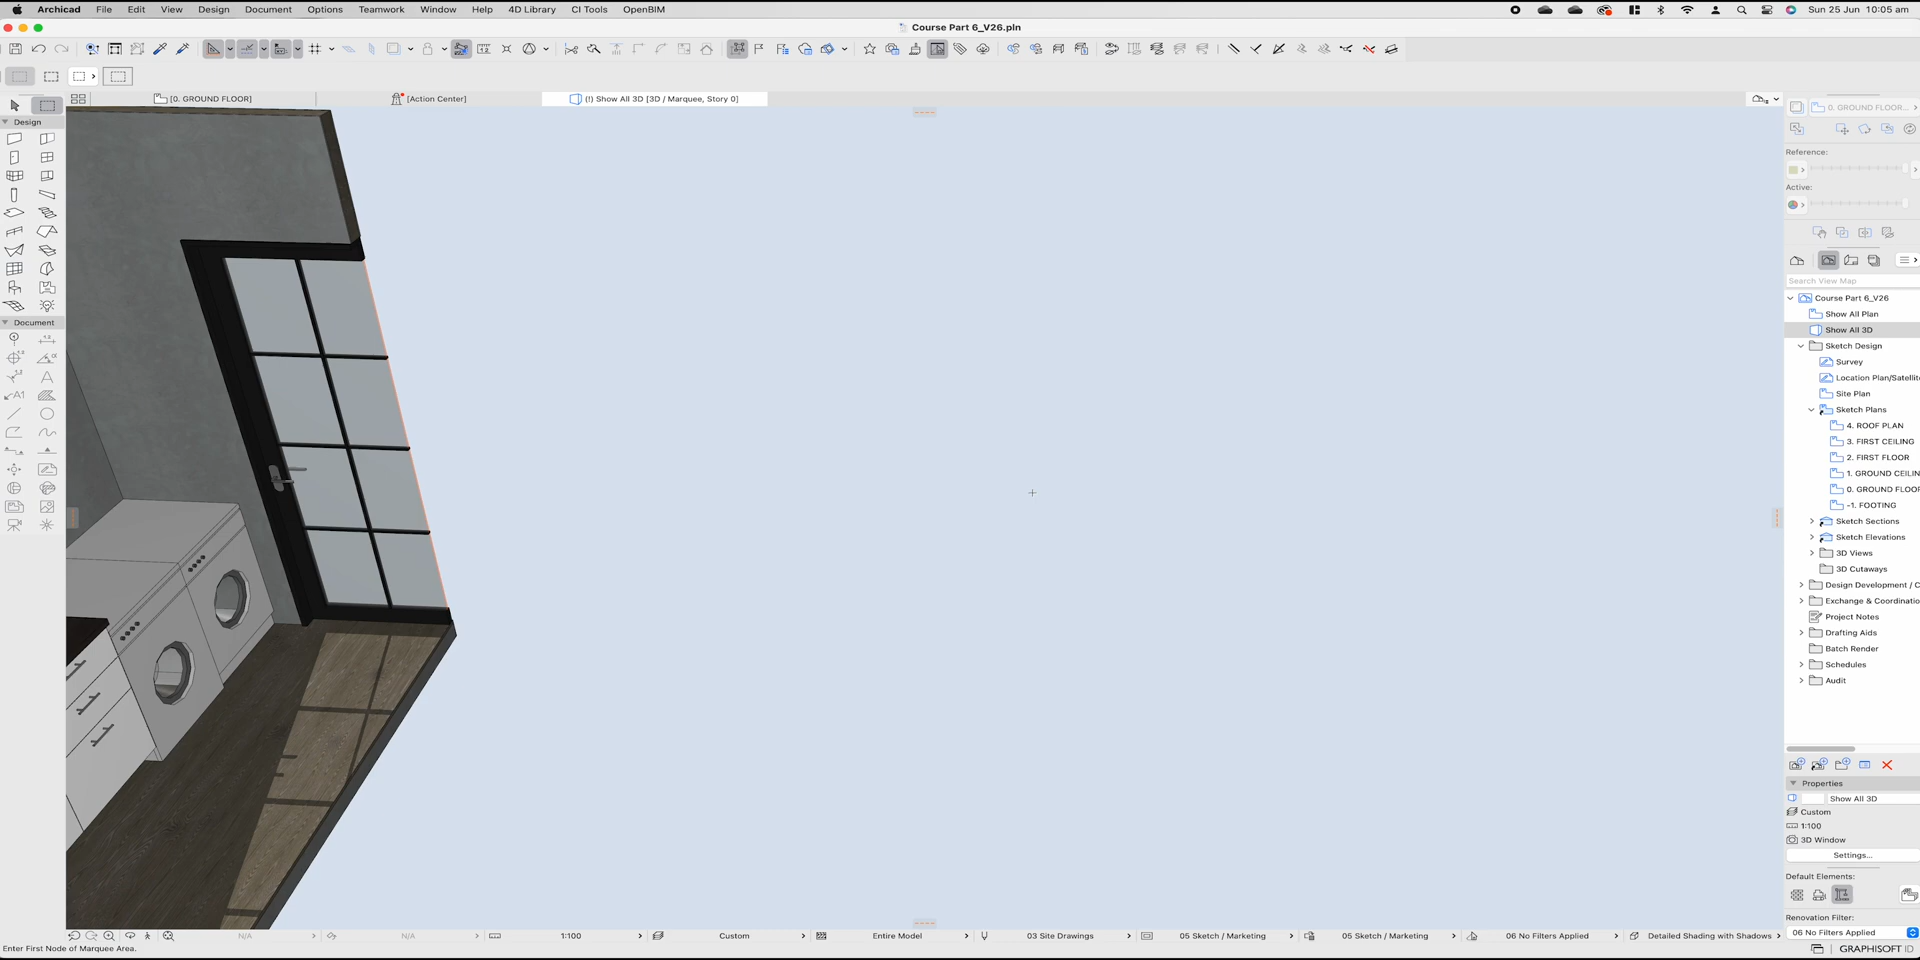 Archicad File Edit View Design Document Options Teamwork Window Help 4D Library CI Tools OpenBIM Sun 25 Jun 10:05 am
Course Part 6_V26.pln
[0. GROUND FLOOR] [Action Center] (!) Show All 3D [3D / Marquee, Story 0]
0. GROUND FLOOR...
Design
Reference:
Active:
Search View Map
Course Part 6_V26
Show All Plan
Document
Show All 3D
Sketch Design
Survey
Location Plan/Satellit
Site Plan
Sketch Plans
4. ROOF PLAN
3. FIRST CEILING
2. FIRST FLOOR
1. GROUND CEILIN
0. GROUND FLOOR
-1. FOOTING
Sketch Sections
Sketch Elevations
3D Views
3D Cutaways
Design Development / C
Exchange & Coordinatio
Project Notes
Drafting Aids
Batch Render
Schedules
Audit
Properties
Show All 3D
Custom
1:100
3D Window
Settings...
Default Elements:
Renovation Filter:
06 No Filters Applied
N/A N/A 1:100 Custom Entire Model 03 Site Drawings 05 Sketch / Marketing 05 Sketch / Marketing 06 No Filters Applied Detailed Shading with Shadows
Enter First Node of Marquee Area.
GRAPHISOFT ID